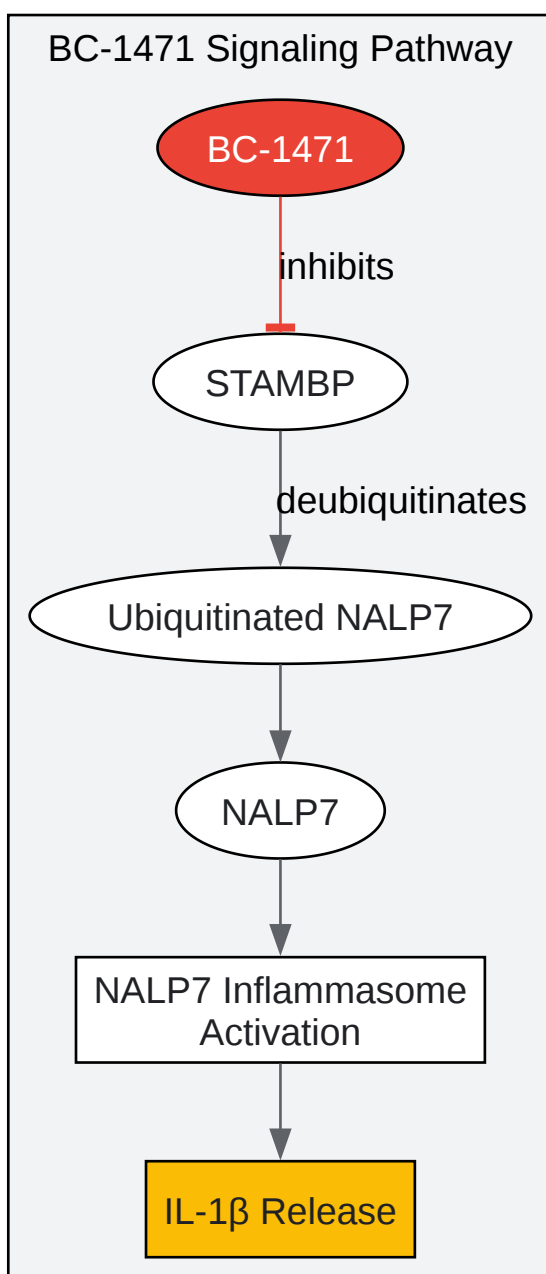 BC-1471 Signaling Pathway
BC-1471
inhibits
STAMBP
deubiquitinates
Ubiquitinated NALP7
NALP7
NALP7 Inflammasome
Activation
IL-1β Release